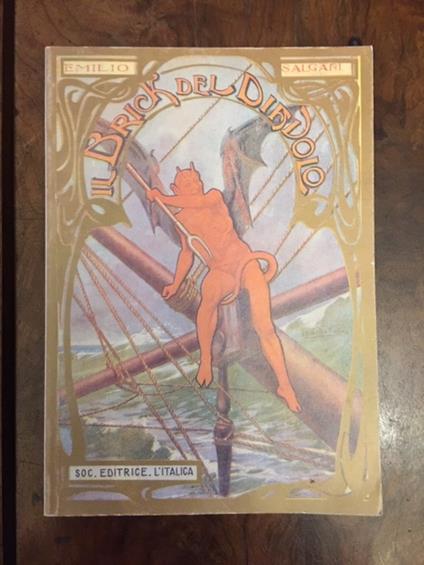 EMILIO SALGARI
IL BRICK DEL DIAVOLO
SOC. EDITRICE. L'ITALICA